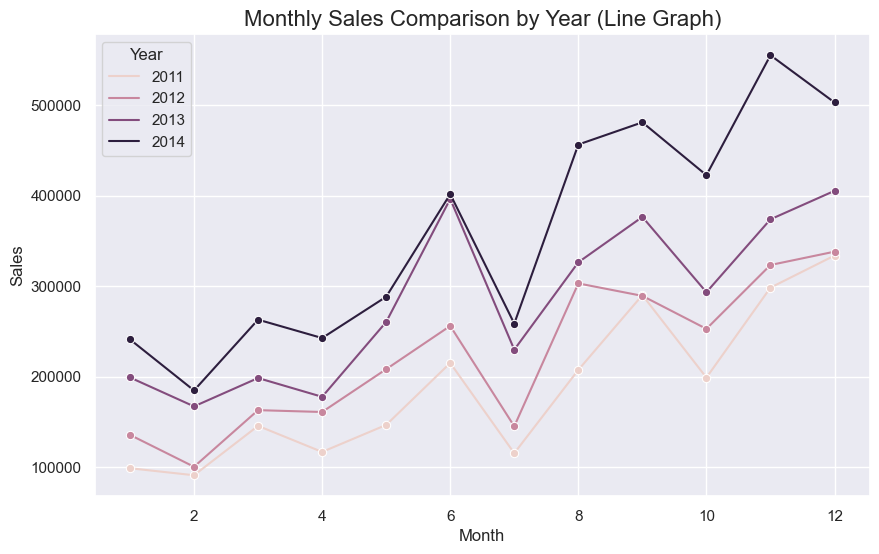 Monthly Sales Comparison by Year (Line Graph)
Year
2011
2012
2013
2014
500000
400000
300000
200000
100000
Sales
2 4 6 8 10 12
Month